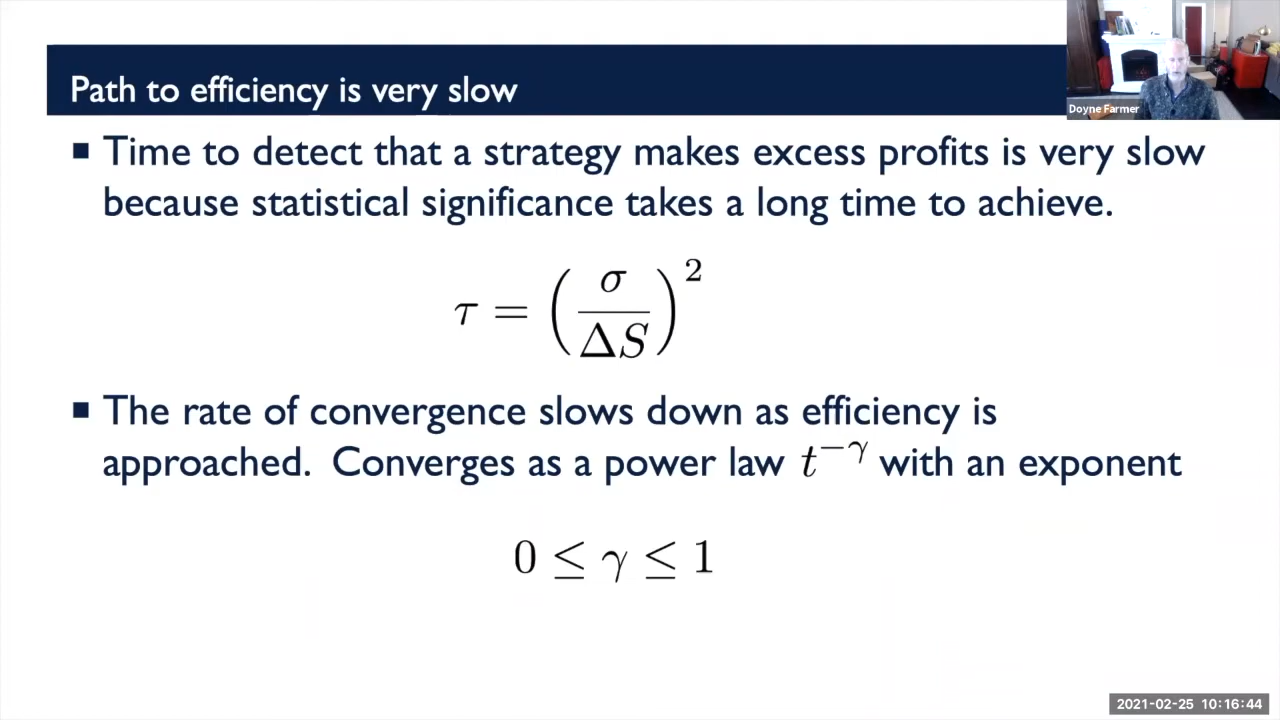 Path to efficiency is very slow
Doyne Farmer
▪ Time to detect that a strategy makes excess profits is very slow
because statistical significance takes a long time to achieve.
τ = (σ / ΔS)²
▪ The rate of convergence slows down as efficiency is
approached. Converges as a power law t^{−γ} with an exponent
0 ≤ γ ≤ 1
2021-02-25 10:16:44